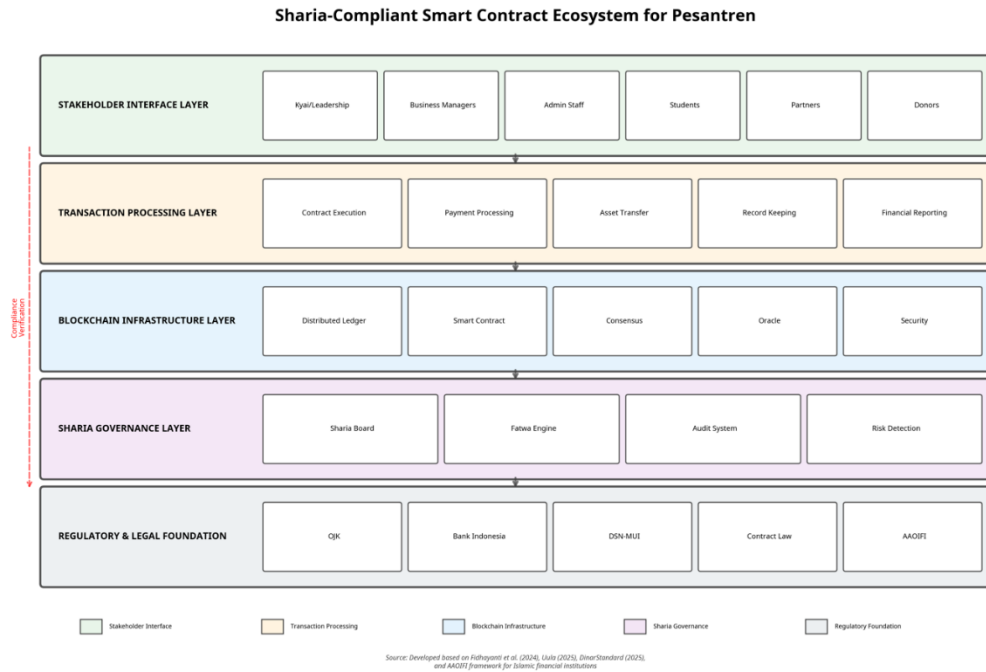 Sharia-Compliant Smart Contract Ecosystem for Pesantren
STAKEHOLDER INTERFACE LAYER
Kyai/Leadership
Business Managers
Admin Staff
Students
Partners
Donors
TRANSACTION PROCESSING LAYER
Contract Execution
Payment Processing
Asset Transfer
Record Keeping
Financial Reporting
Compliance
Verification
BLOCKCHAIN INFRASTRUCTURE LAYER
Distributed Ledger
Smart Contract
Consensus
Oracle
Security
SHARIA GOVERNANCE LAYER
Sharia Board
Fatwa Engine
Audit System
Risk Detection
REGULATORY & LEGAL FOUNDATION
OJK
Bank Indonesia
DSN-MUI
Contract Law
AAOIFI
Stakeholder Interface
Transaction Processing
Blockchain Infrastructure
Sharia Governance
Regulatory Foundation
Source: Developed based on Fidhayanti et al. (2024), Ulula (2025), DinarStandard (2025),
and AAOIFI framework for Islamic financial institutions